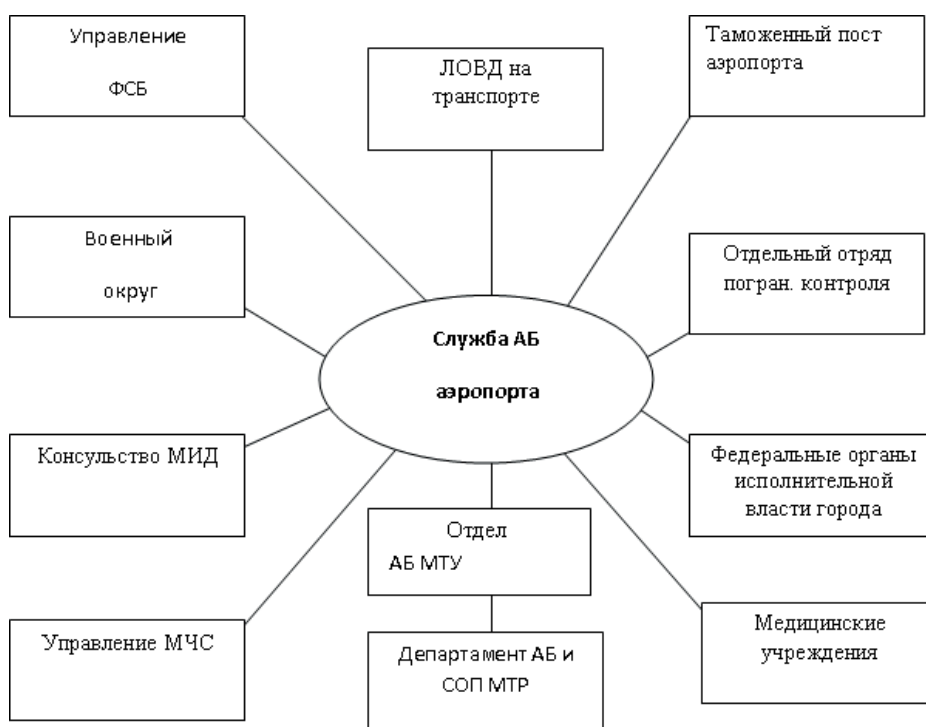 Управление
ФСБ
ЛОВД на
транспорте
Таможенный пост
аэропорта
Военный
округ
Отдельный отряд
погран. контроля
Служба АБ
аэропорта
Консульство МИД
Федеральные органы
исполнительной
власти города
Отдел
АБ МТУ
Управление МЧС
Департамент АБ и
СОП МТР
Медицинские
учреждения